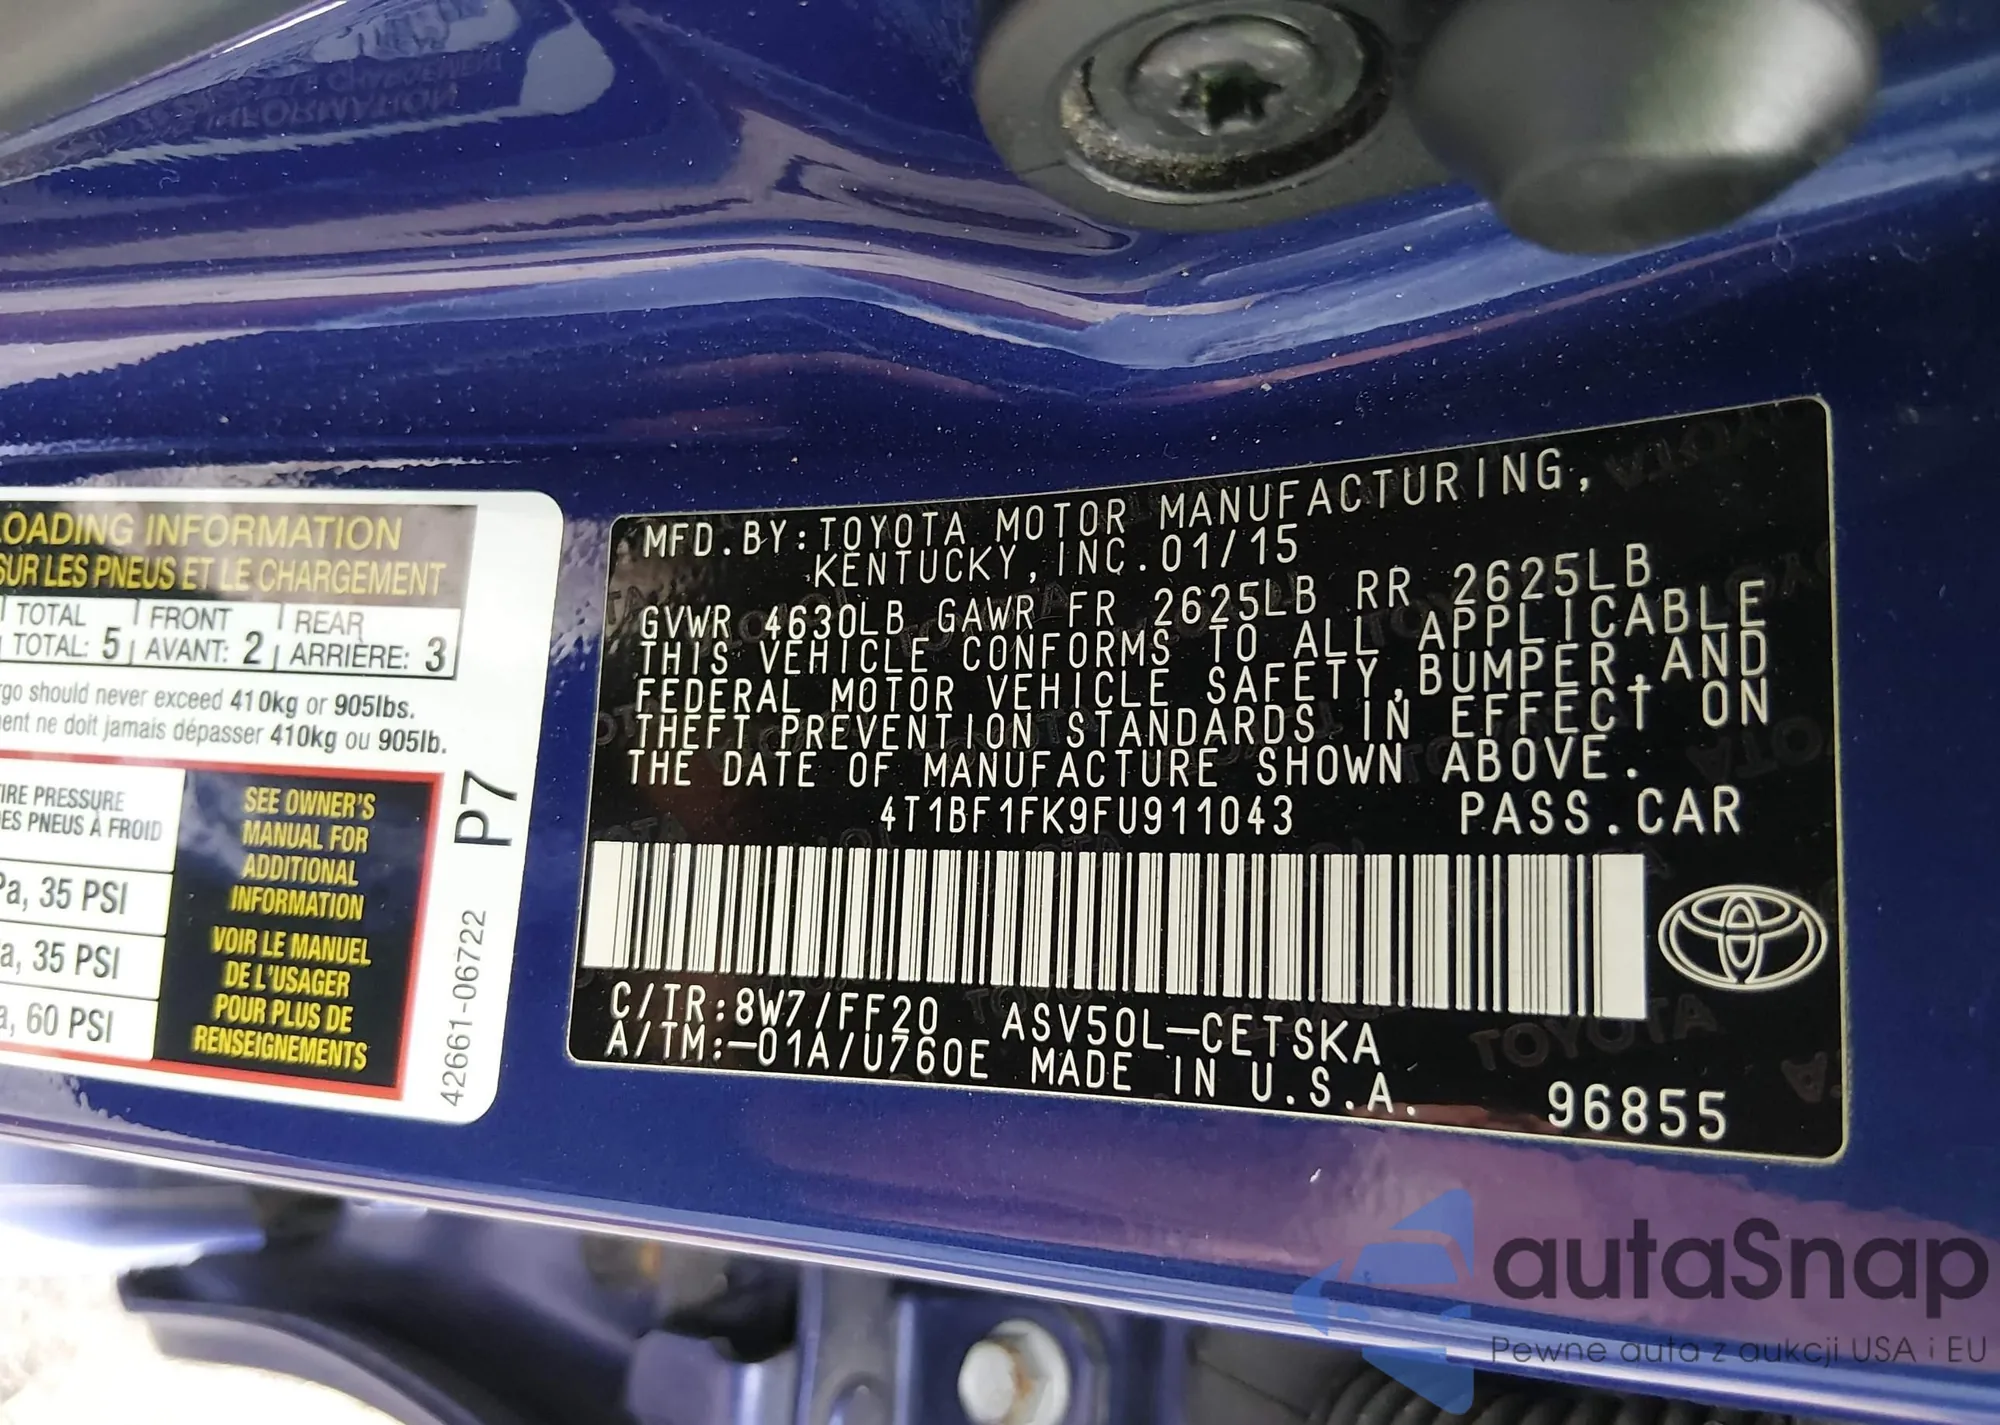 LOADING INFORMATION
SUR LES PNEUS ET LE CHARGEMENT
TOTAL | FRONT | REAR
TOTAL: 5 | AVANT: 2 | ARRIÈRE: 3
should never exceed 410kg or 905lbs.
ne doit jamais dépasser 410kg ou 905lb.
PRESSURE
PNEUS À FROID
35 PSI
35 PSI
60 PSI
SEE OWNER'S
MANUAL FOR
ADDITIONAL
INFORMATION
VOIR LE MANUEL
DE L'USAGER
POUR PLUS DE
RENSEIGNEMENTS
P7
42661-06722
MFD.BY:TOYOTA MOTOR MANUFACTURING,
KENTUCKY,INC.01/15
GVWR 4630LB GAWR FR 2625LB RR 2625LB
THIS VEHICLE CONFORMS TO ALL APPLICABLE
FEDERAL MOTOR VEHICLE SAFETY,BUMPER,AND
THEFT PREVENTION STANDARDS IN EFFECT ON
THE DATE OF MANUFACTURE SHOWN ABOVE.
4T1BF1FK9FU911043 PASS.CAR
C/TR:8W7/FF20 ASV50L-CETSKA
A/TM:-01A/U760E MADE IN U.S.A.
96855
autaSnap
Pewne auta z aukcji USA i EU